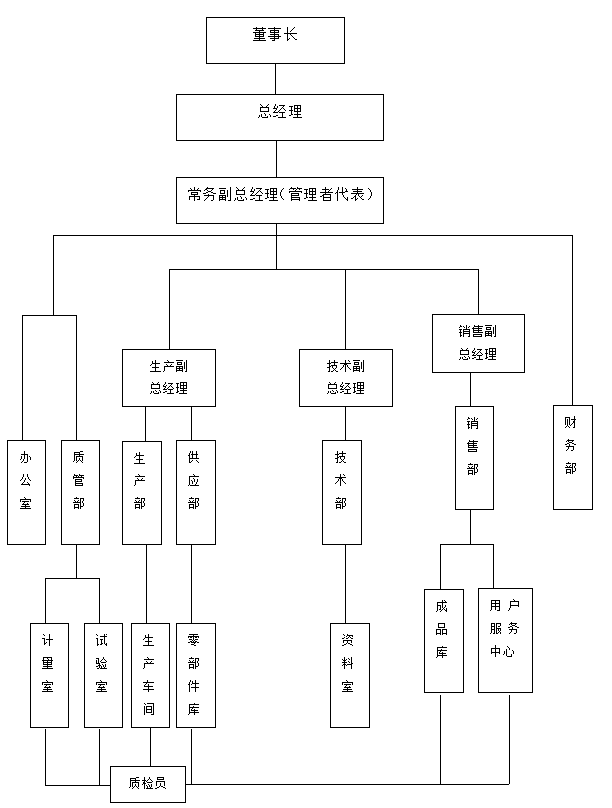 董事长
总经理
常务副总经理（管理者代表）
销售副
总经理
生产副
总经理
技术副
总经理
办公室
质管部
生产部
供应部
技术部
销售部
财务部
计量室
试验室
生产车间
零部件库
资料室
成品库
用户
服务
中心
质检员